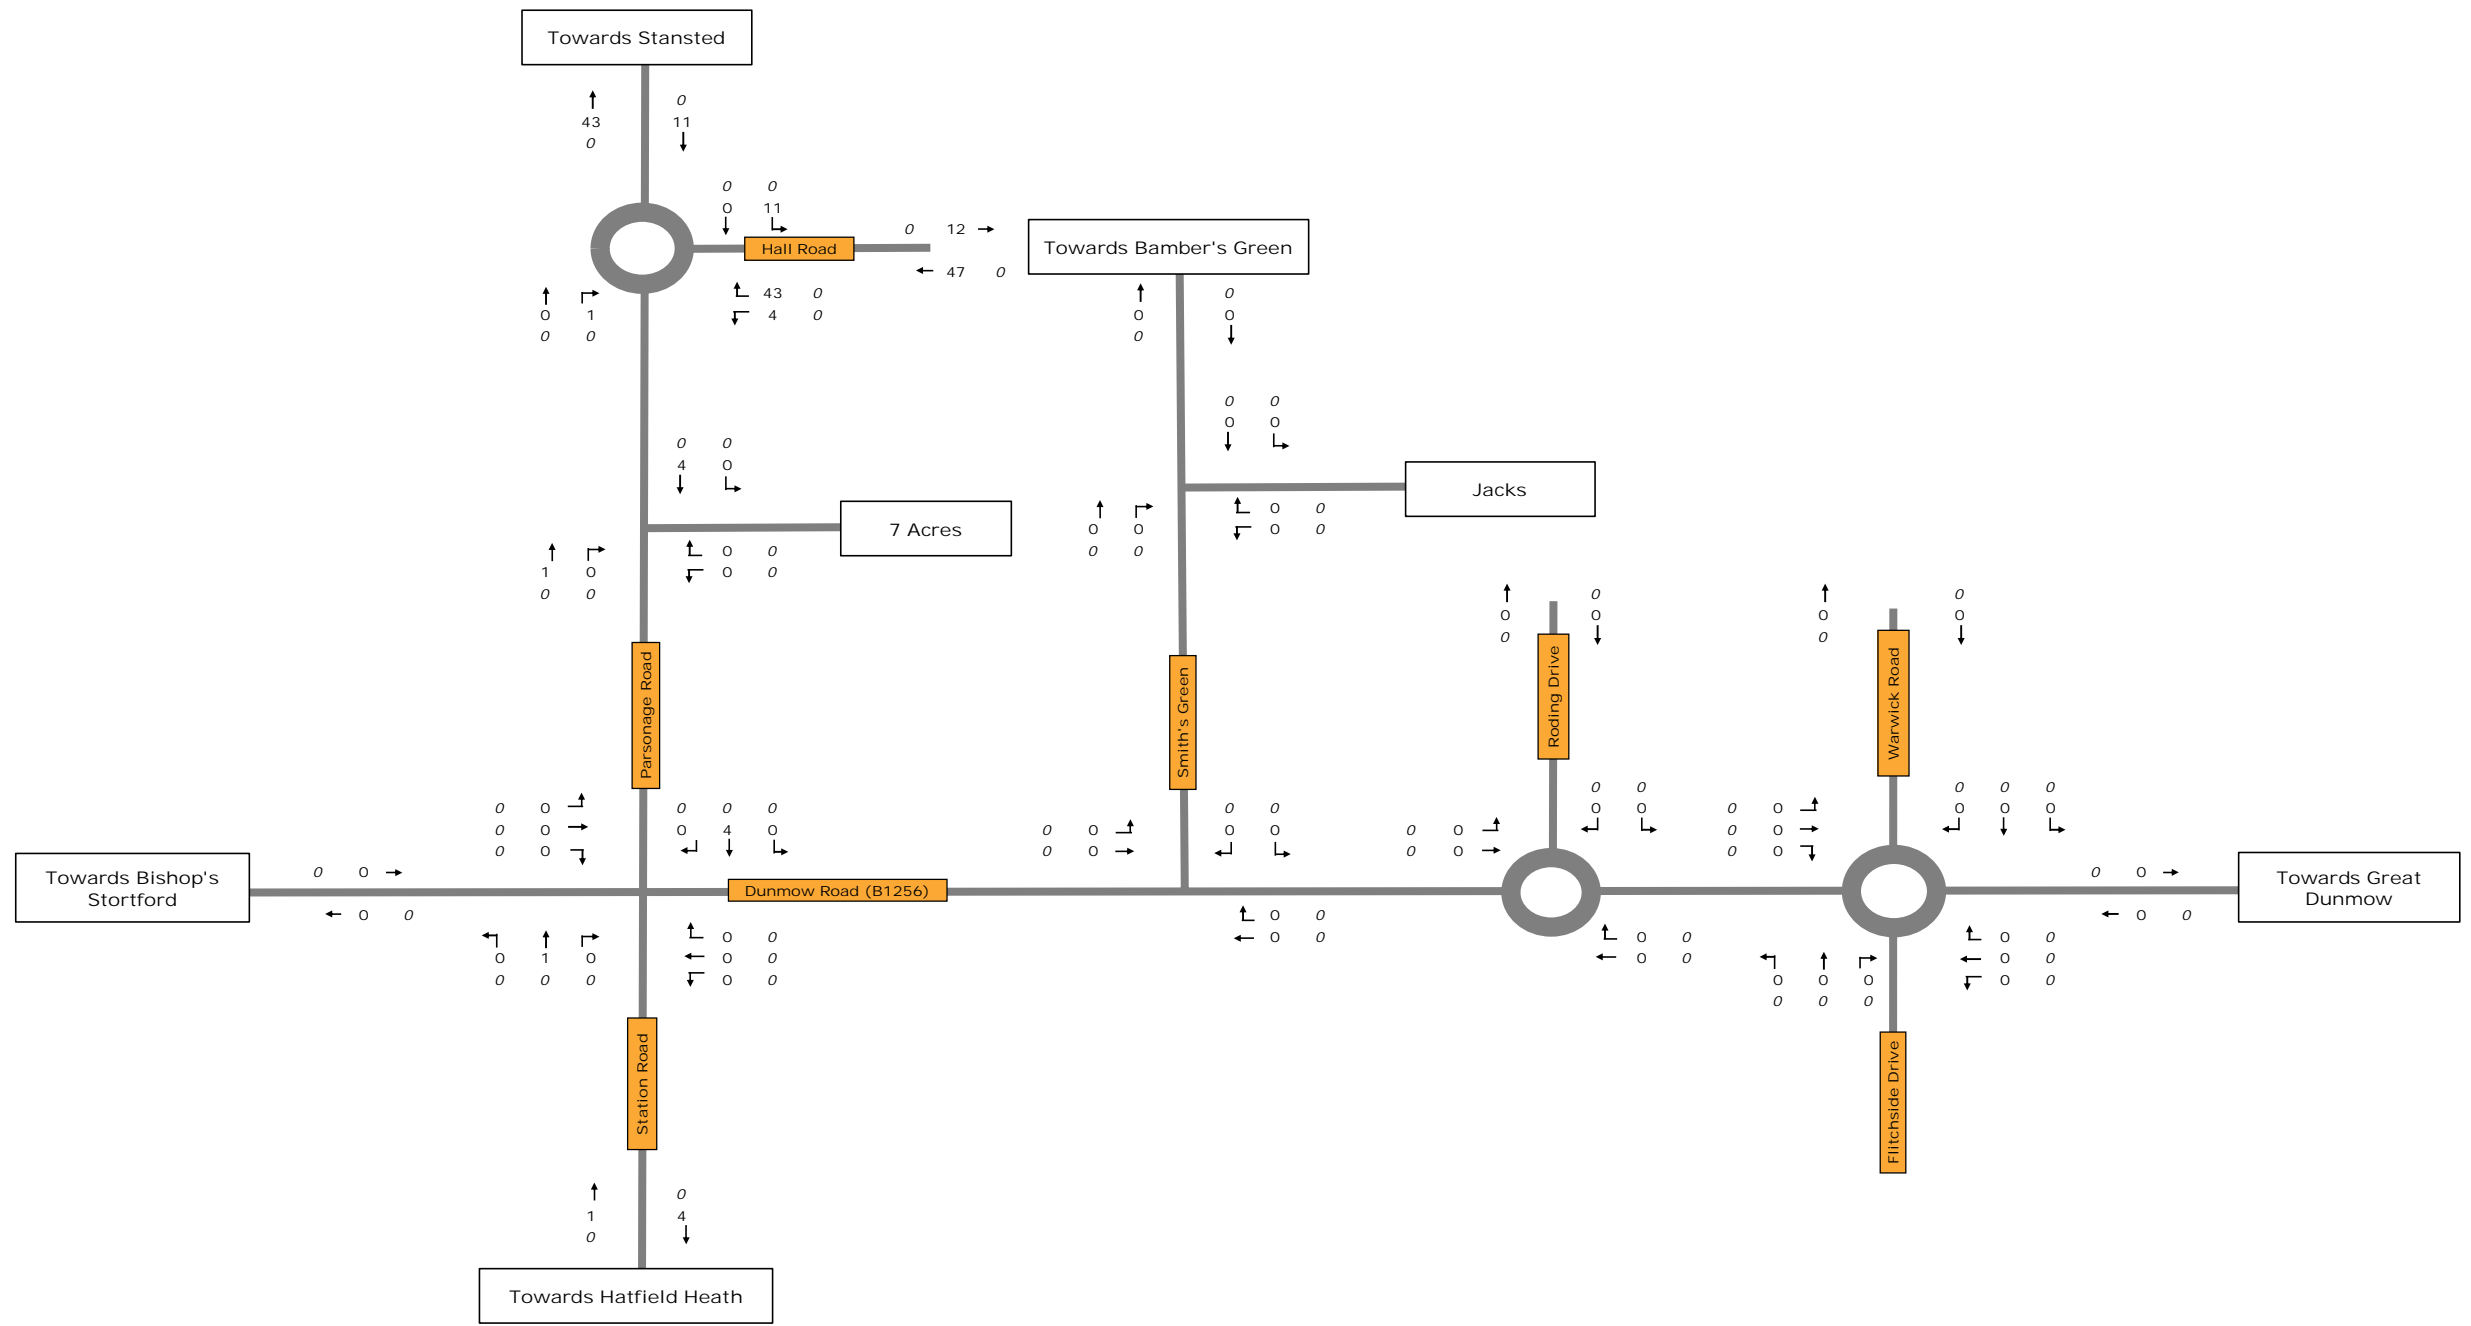 Towards Stansted
0
43 11
0
0 0
0 11
0 12
Hall Road
Towards Bamber's Green
47 0
43 0
0
0 1
4 0
0 0
0 0
0
0 0
0 0
0 0
4 0
Jacks
0 0
0 0
0 0
0 0
0 0
7 Acres
0 0
1 0
0 0
0 0
0
0 0
0
0
0 0
0
Parsonage Road
Smith's Green
Roding Drive
Warwick Road
0 0
0 0 0
0 0
0 0
0 0
0 0
0 0 0
0 0
0 4 0
0 0
0 0
0 0
0 0
0 0 0
0 0
0 0
0 0
0 0
Towards Bishop's
Stortford
0 0
0 0
Dunmow Road (B1256)
0 0
0 0
Towards Great
Dunmow
0 0
0 0
0 1 0
0 0 0
0 0
0 0
0 0
0 0
0 0
0 0
0 0 0
0 0 0
0 0
0 0
0 0
Station Road
Flitchside Drive
0
1 4
0
Towards Hatfield Heath